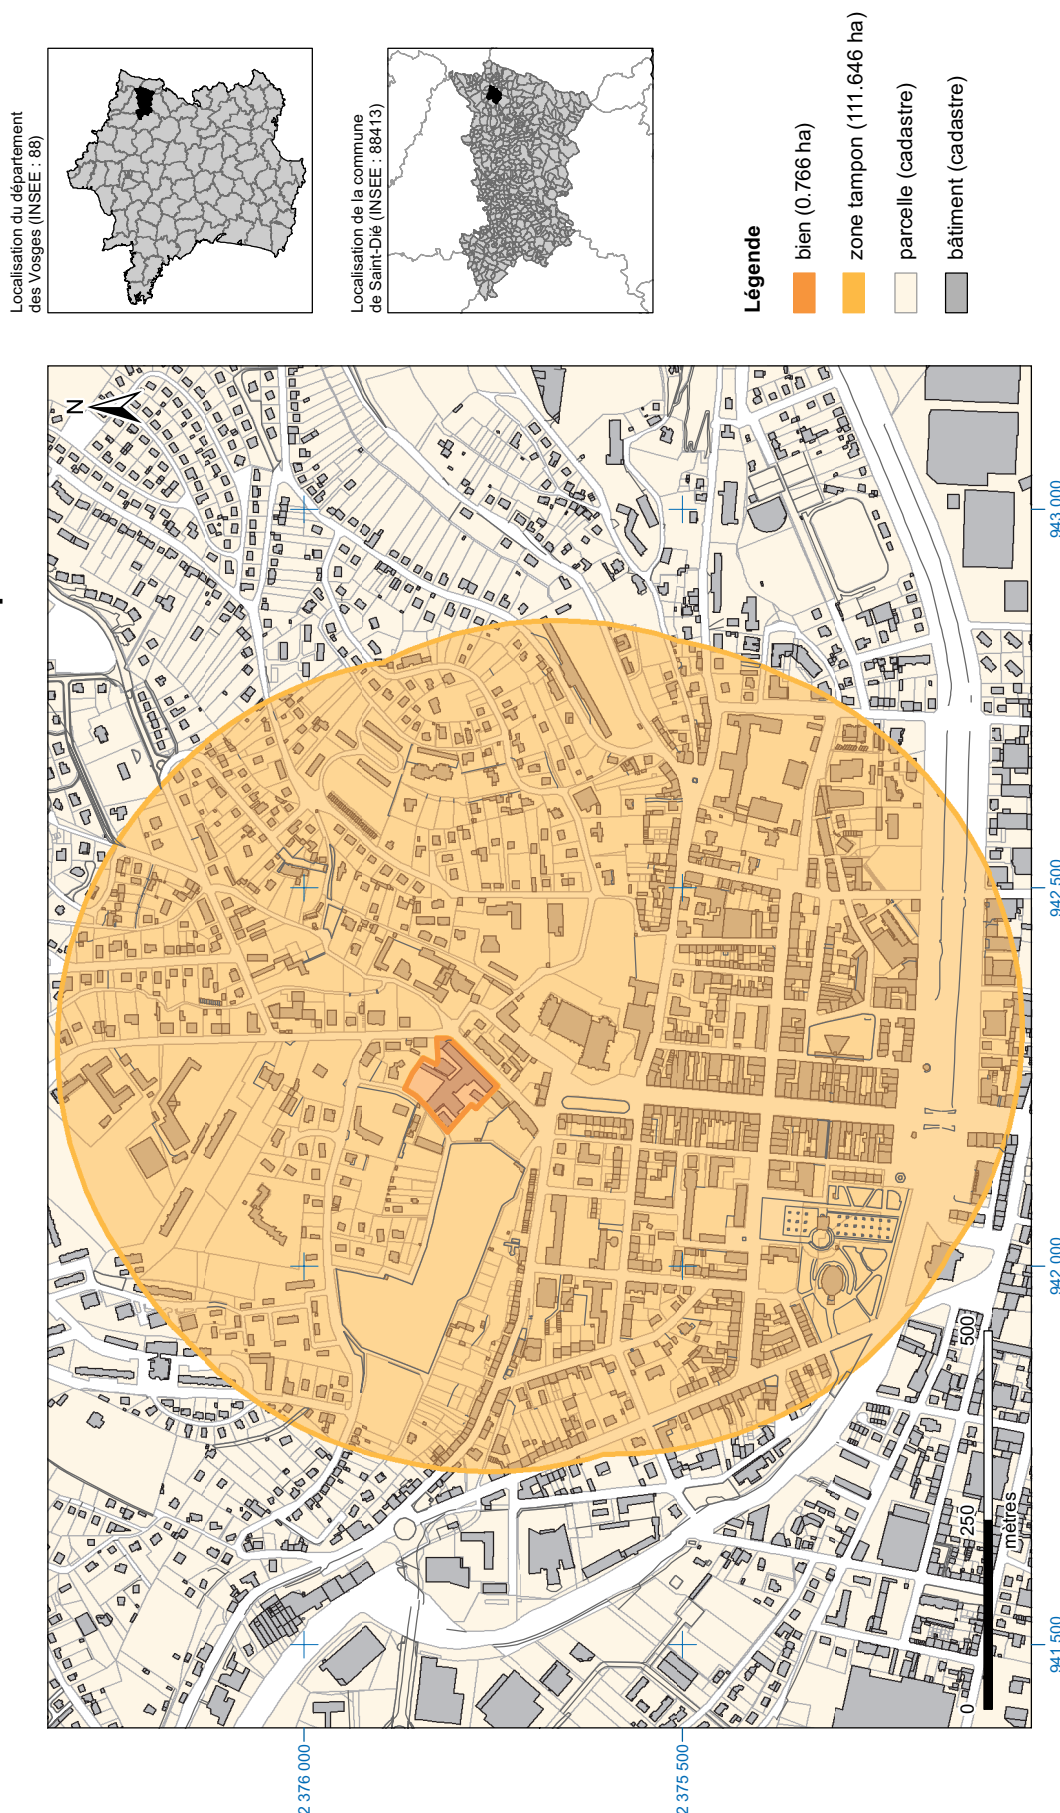 Localisation du département
des Vosges (INSEE : 88)
Localisation de la commune
de Saint-Dié (INSEE : 88413)
Légende
bien (0.766 ha)
zone tampon (111.646 ha)
parcelle (cadastre)
bâtiment (cadastre)
N
2 376 000
2 375 500
941 500
942 000
942 500
943 000
0
250
500
mètres